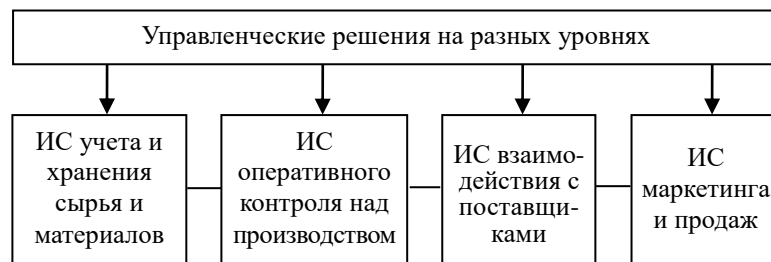 Управленческие решения на разных уровнях
ИС учета и
хранения
сырья и
материалов
ИС
оперативного
контроля над
производством
ИС взаимо-
действия с
поставщи-
ками
ИС
маркетинга
и продаж